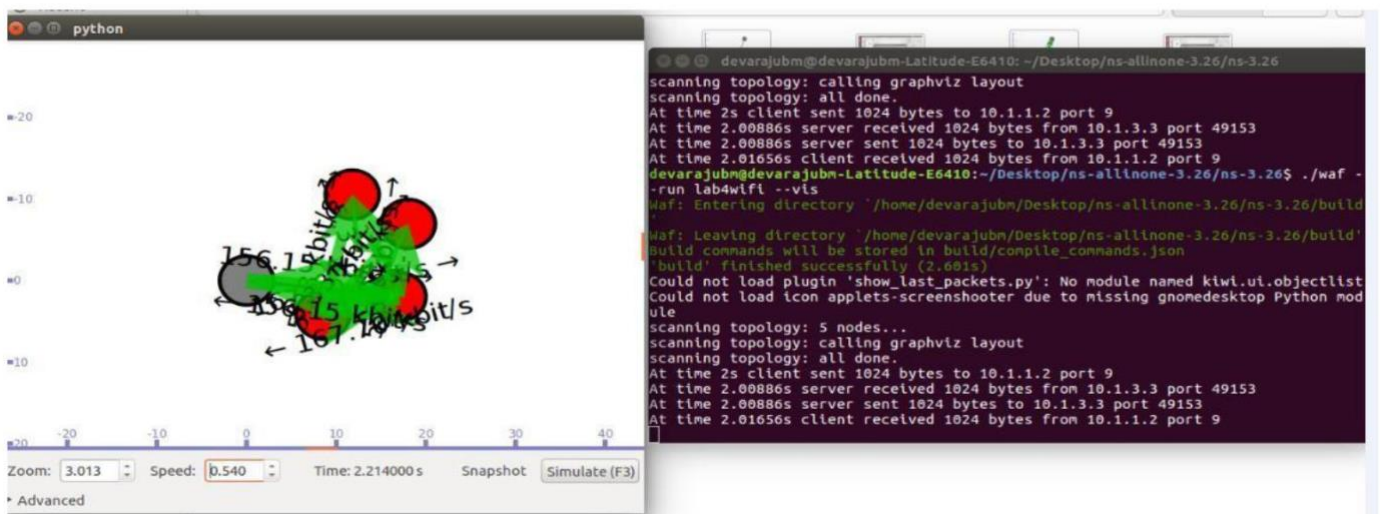 python
-20
-10
0
10
20
-20
-10
0
10
20
30
40
156.1
kbit/s
kbit/s
Zoom: 3.013 Speed: 0.540 Time: 2.214000 s Snapshot Simulate (F3)
Advanced
devarajubm@devarajubm-Latitude-E6410: ~/Desktop/ns-allinone-3.26/ns-3.26
scanning topology: calling graphviz layout
scanning topology: all done.
At time 2s client sent 1024 bytes to 10.1.1.2 port 9
At time 2.00886s server received 1024 bytes from 10.1.3.3 port 49153
At time 2.00886s server sent 1024 bytes to 10.1.3.3 port 49153
At time 2.01656s client received 1024 bytes from 10.1.1.2 port 9
devarajubm@devarajubm-Latitude-E6410:~/Desktop/ns-allinone-3.26/ns-3.26$ ./waf -
-run lab4wifi --vis
Waf: Entering directory `/home/devarajubm/Desktop/ns-allinone-3.26/ns-3.26/build
'
Waf: Leaving directory `/home/devarajubm/Desktop/ns-allinone-3.26/ns-3.26/build'
Build commands will be stored in build/compile_commands.json
'build' finished successfully (2.601s)
Could not load plugin 'show_last_packets.py': No module named kiwi.ui.objectlist
Could not load icon applets-screenshooter due to missing gnomedesktop Python mod
ule
scanning topology: 5 nodes...
scanning topology: calling graphviz layout
scanning topology: all done.
At time 2s client sent 1024 bytes to 10.1.1.2 port 9
At time 2.00886s server received 1024 bytes from 10.1.3.3 port 49153
At time 2.00886s server sent 1024 bytes to 10.1.3.3 port 49153
At time 2.01656s client received 1024 bytes from 10.1.1.2 port 9